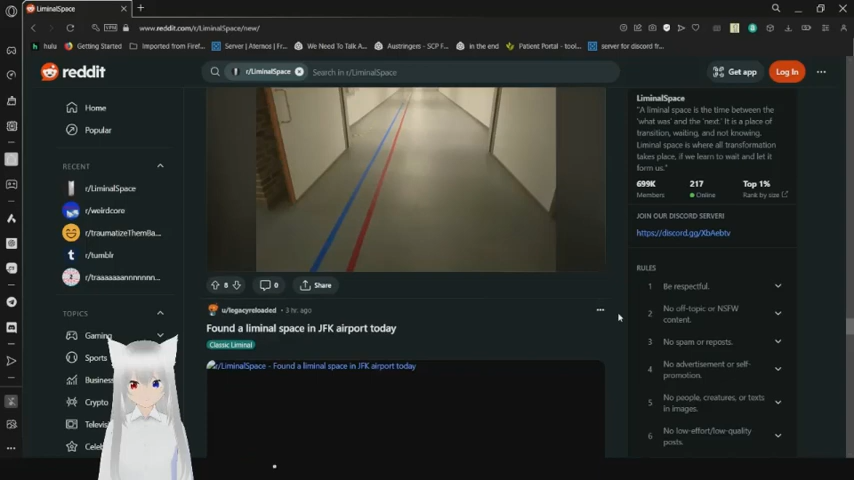 LiminalSpace
www.reddit.com/r/LiminalSpace/new/
VPN
hulu
Getting Started
Imported from Firef...
Server | Aternos | Fr...
We Need To Talk A...
Austringers - SCP F...
in the end
Patient Portal - tool...
server for discord fr...
reddit
r/LiminalSpace
Search in r/LiminalSpace
Get app
Log In
Home
Popular
RECENT
r/LiminalSpace
r/weirdcore
r/traumatizeThemBa...
r/tumblr
r/traaaaaaannnnnnn...
TOPICS
Gaming
Sports
Business
Crypto
Televis
Celeb
8
0
Share
u/legacyreloaded • 3 hr. ago
Found a liminal space in JFK airport today
Classic Liminal
r/LiminalSpace - Found a liminal space in JFK airport today
LiminalSpace
"A liminal space is the time between the
'what was' and the 'next.' It is a place of
transition, waiting, and not knowing.
Liminal space is where all transformation
takes place, if we learn to wait and let it
form us."
699K
217
Top 1%
Members
Online
Rank by size
JOIN OUR DISCORD SERVER!
https://discord.gg/XbAebtv
RULES
1 Be respectful.
2 No off-topic or NSFW
content.
3 No spam or reposts.
4 No advertisement or self-
promotion.
5 No people, creatures, or texts
in images.
6 No low-effort/low-quality
posts.